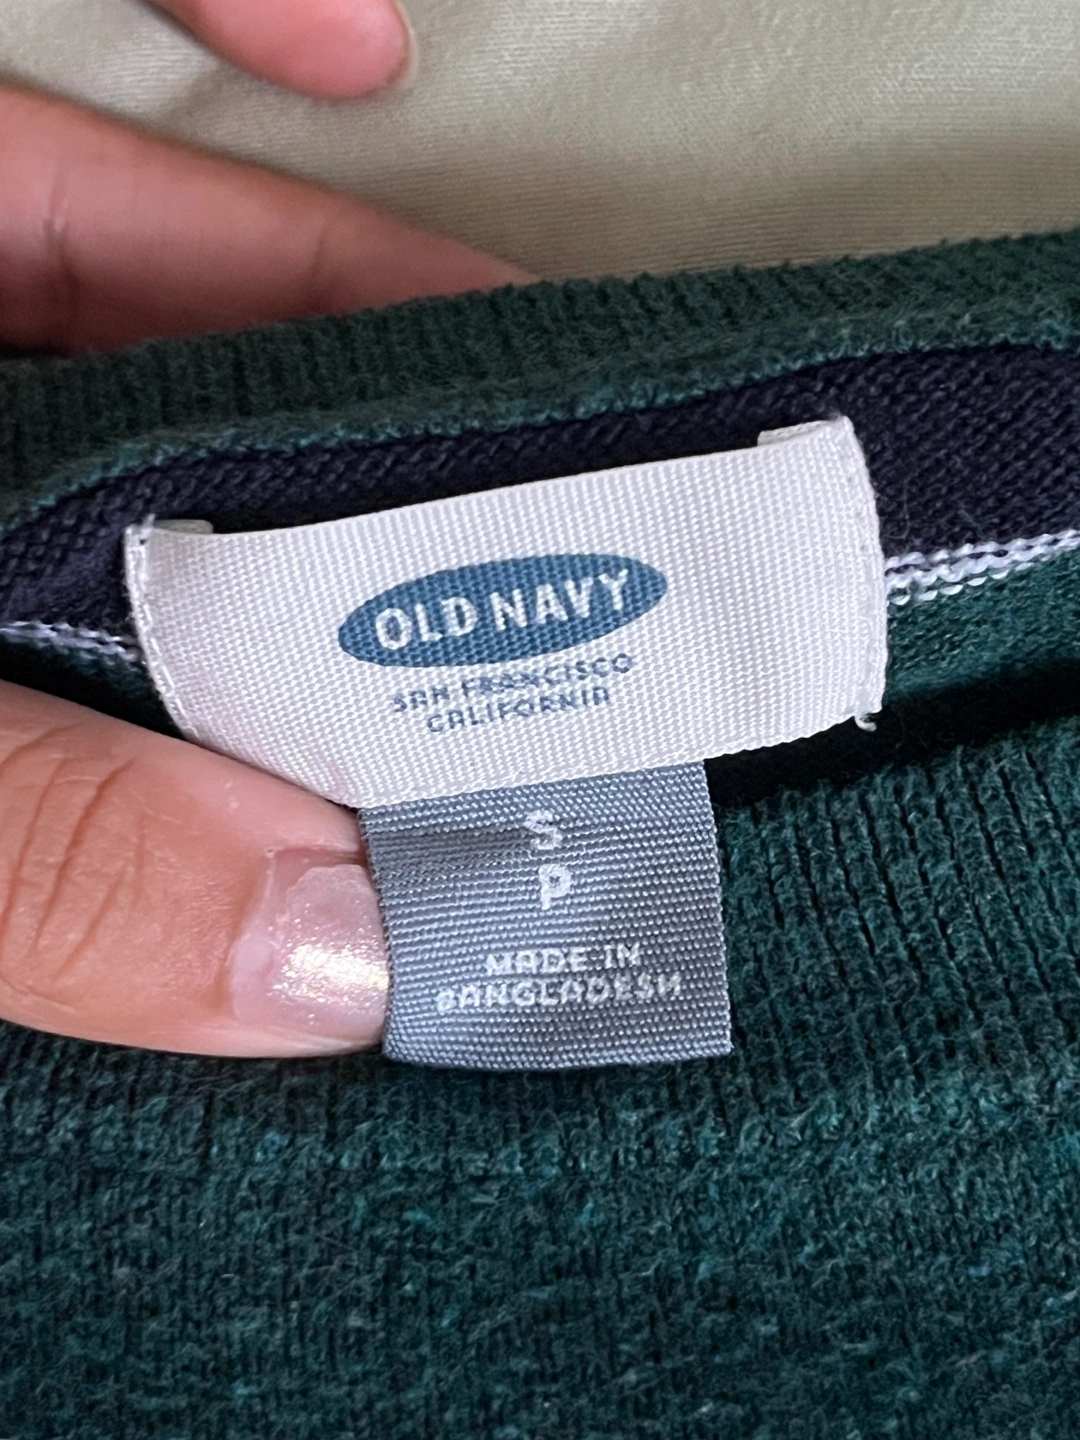 OLD NAVY
SAN FRANCISCO
CALIFORNIA
S
P
MADE IN
BANGLADESH